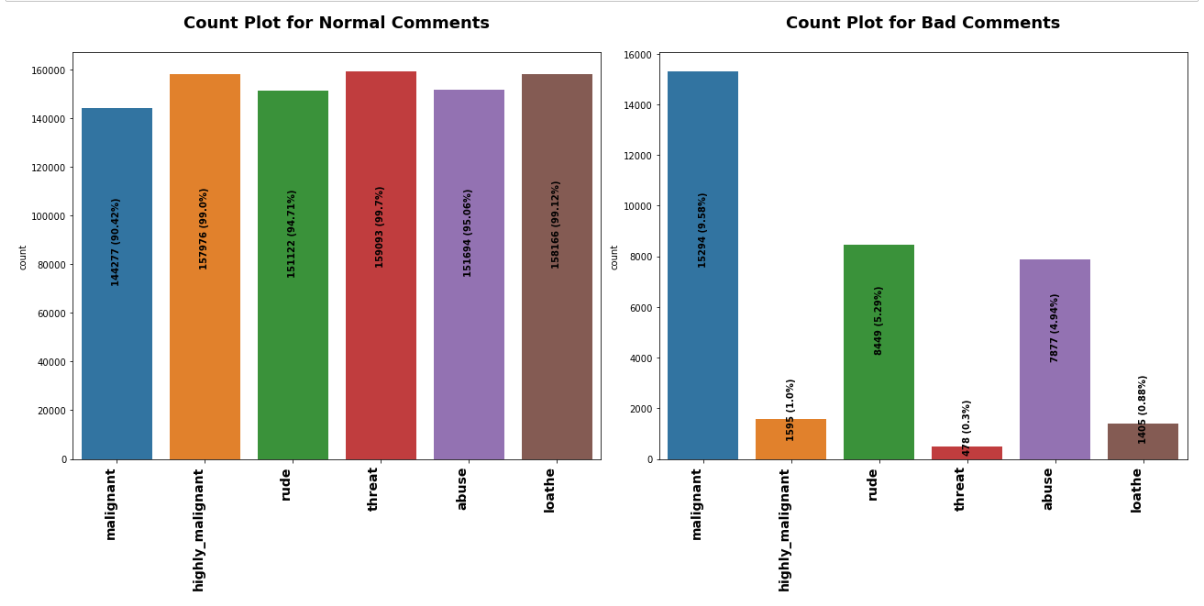 Count Plot for Normal Comments
160000
140000
120000
100000
80000
60000
40000
20000
0
count
144277 (90.42%)
157976 (99.0%)
151122 (94.71%)
159093 (99.7%)
151694 (95.06%)
158166 (99.12%)
malignant
highly_malignant
rude
threat
abuse
loathe
Count Plot for Bad Comments
16000
14000
12000
10000
8000
6000
4000
2000
0
count
15294 (9.58%)
1595 (1.0%)
8449 (5.29%)
478 (0.3%)
7877 (4.94%)
1405 (0.88%)
malignant
highly_malignant
rude
threat
abuse
loathe